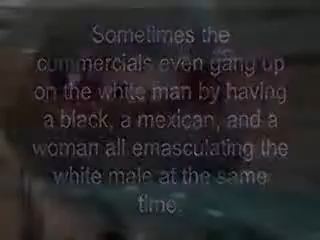 Sometimes the
commercials even gang up
on the white man by having
a black, a mexican, and a
woman all emasculating the
white male at the same
time.